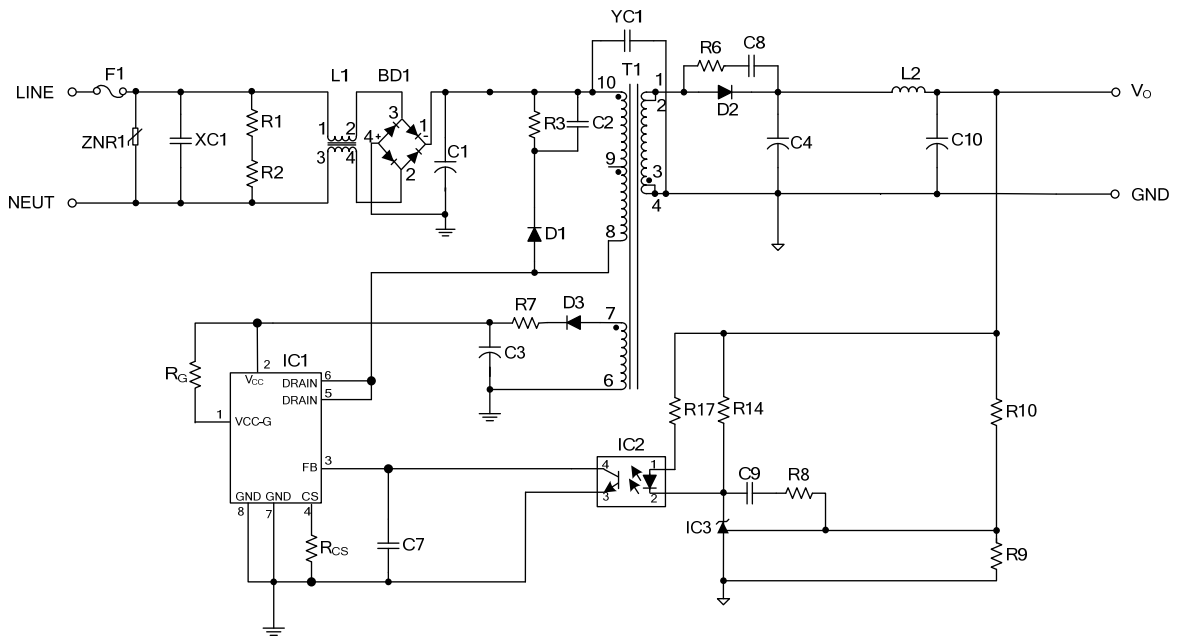 YC1
F1
L1
BD1
T1
R6
C8
L2
LINE
10
1
2
D2
VO
ZNR1
XC1
R1
R2
1
2
3
4
3
4
+
1
-
2
C1
R3
C2
9
3
4
C4
C10
NEUT
GND
8
D1
R7
D3
7
C3
6
RG
2
IC1
VCC
DRAIN
6
DRAIN
5
1
VCC-G
R17
R14
R10
IC2
FB
3
4
1
3
2
C9
R8
GND
GND
CS
8
7
4
IC3
RCS
C7
R9